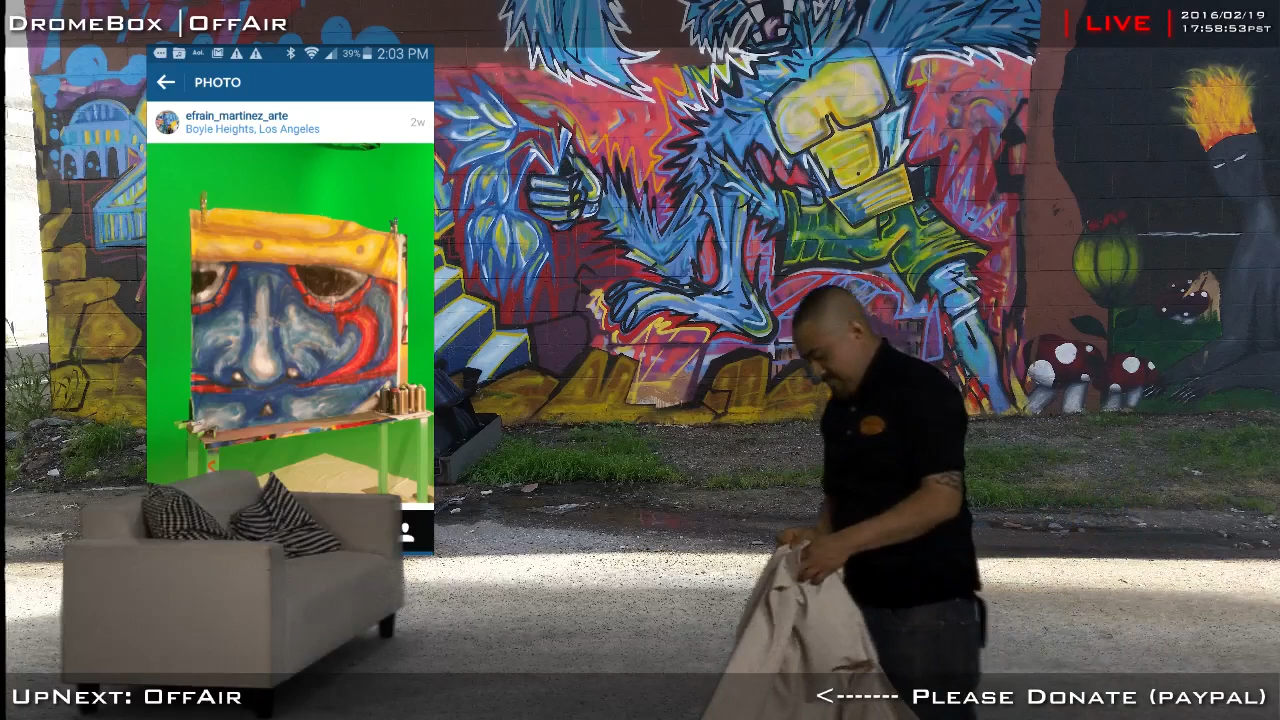 DromeBox |OffAir
| LIVE |
2016/02/19
17:58:53PST
AOL
39%
2:03 PM
PHOTO
efrain_martinez_arte
Boyle Heights, Los Angeles
2w
UpNext: OffAir
<------- Please Donate (paypal)